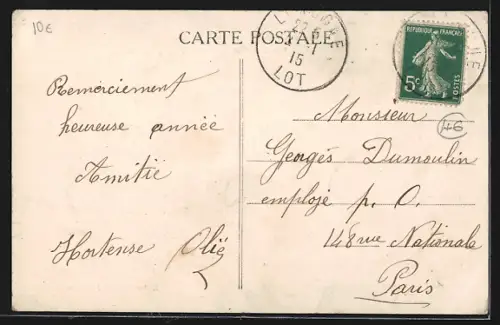 10€
CARTE POSTALE
LOT
15
RÉPUBLIQUE FRANÇAISE
5c
POSTES
46
Remerciement
heureuse année
Amitié
Hortense
Monsieur
Georges Dumoulin
employé p. O.
148 rue Nationale
Paris